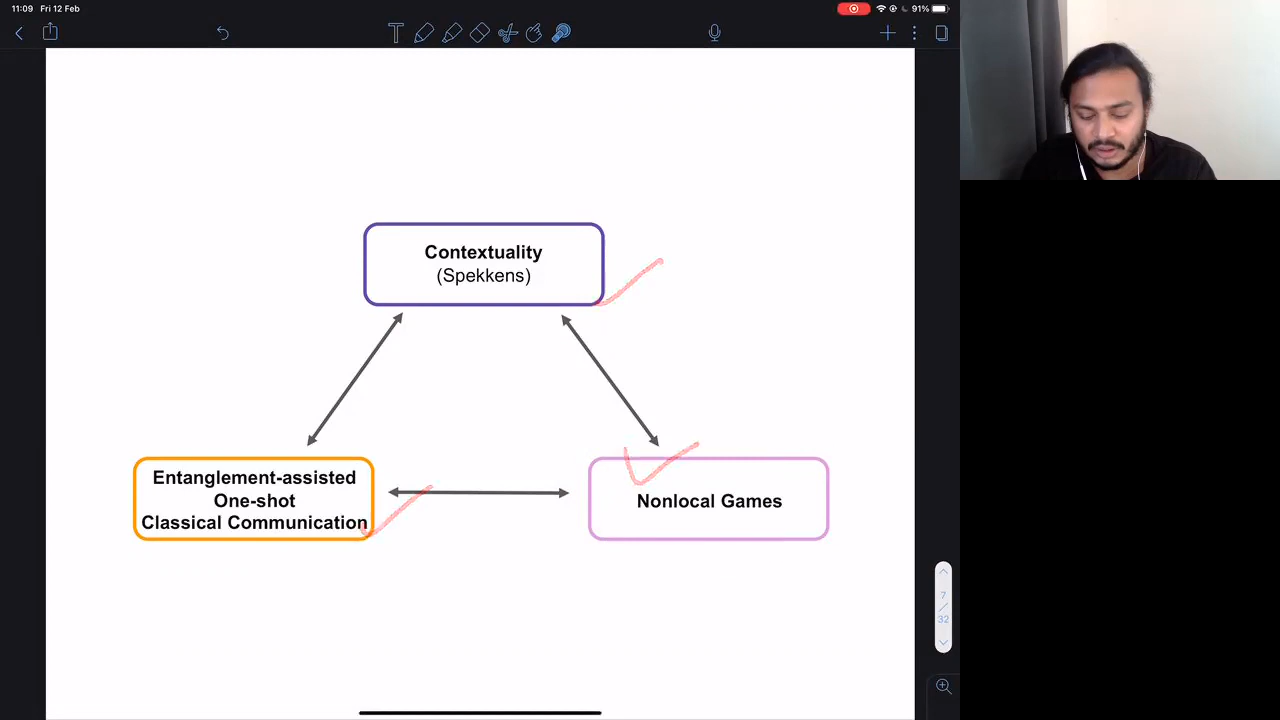 11:09 Fri 12 Feb
91%
T
Contextuality
(Spekkens)
Entanglement-assisted
One-shot
Classical Communication
Nonlocal Games
7
/
32